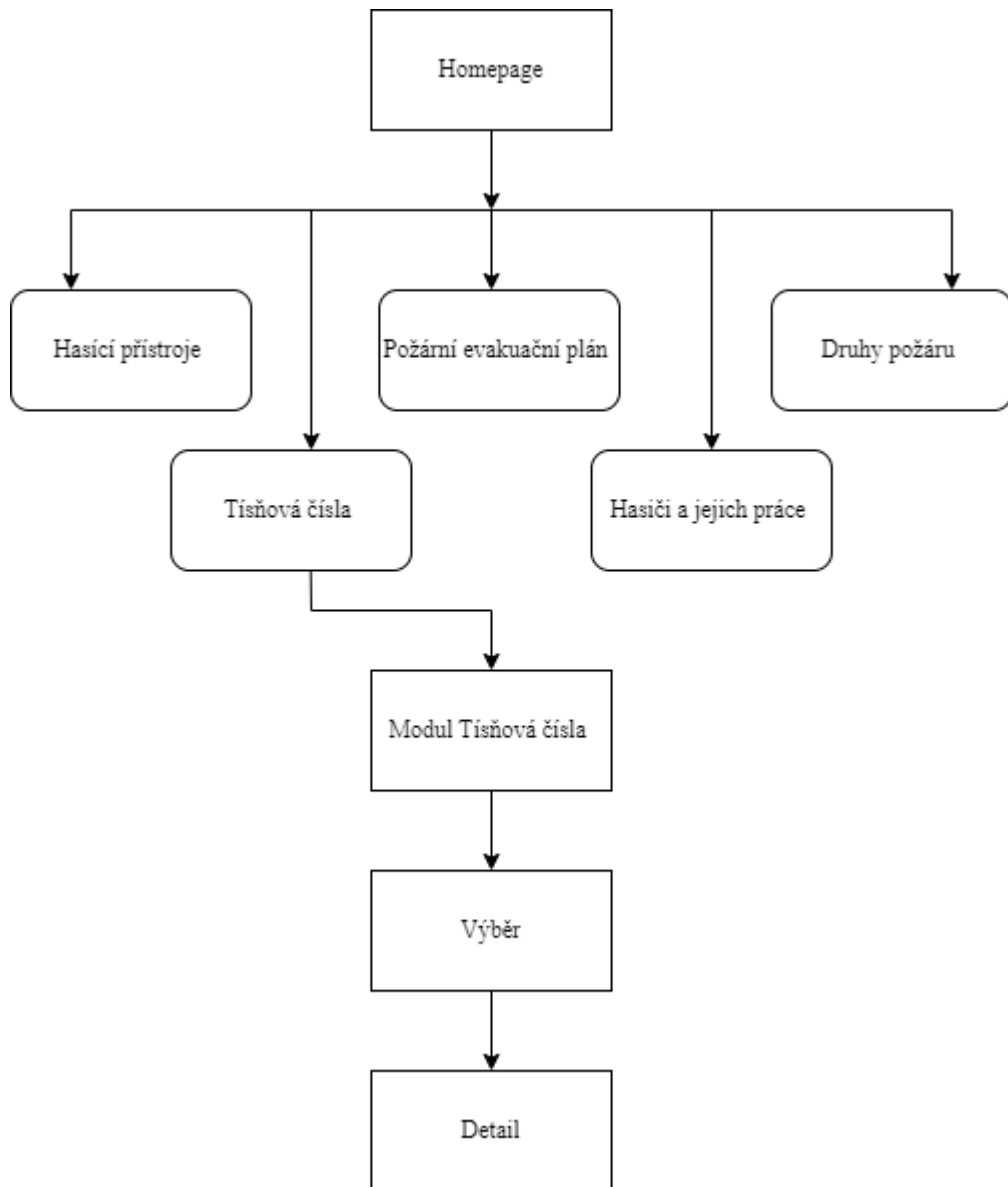 Homepage
Hasící přístroje
Požární evakuační plán
Druhy požáru
Tísňová čísla
Hasiči a jejich práce
Modul Tísňová čísla
Výběr
Detail